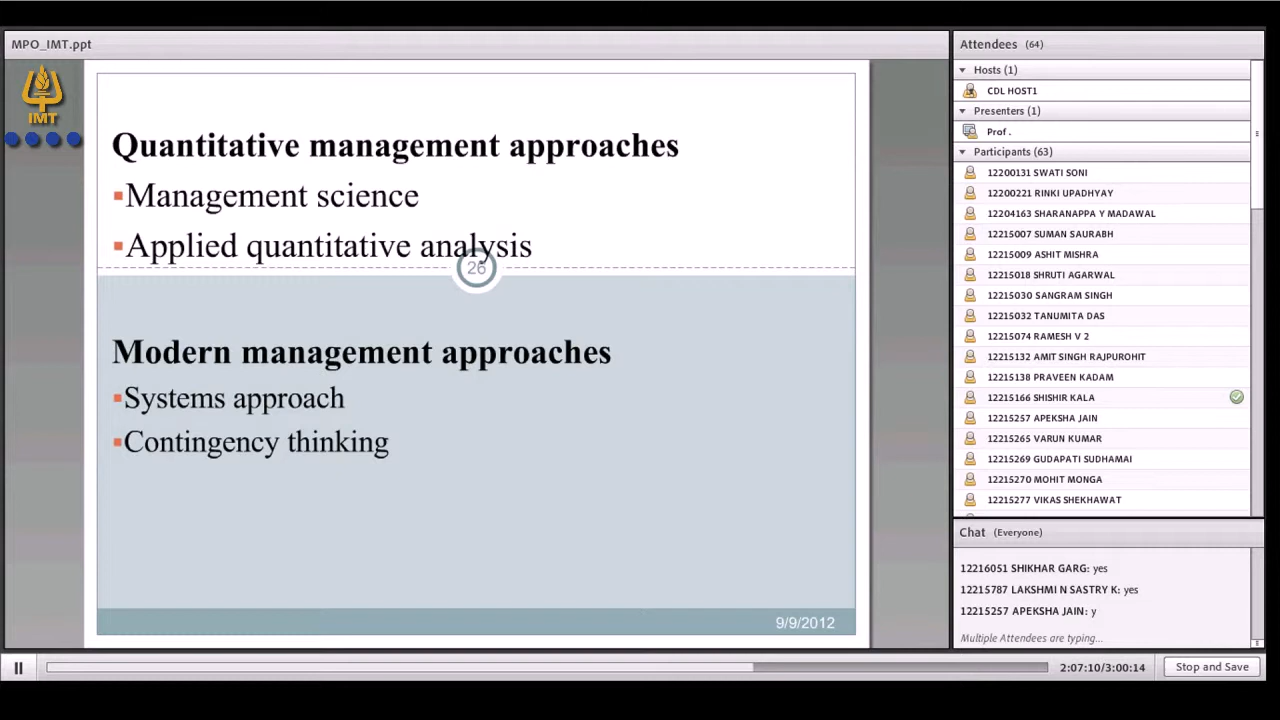 MPO_IMT.ppt
IMT
Quantitative management approaches
▪Management science
▪Applied quantitative analysis
26
Modern management approaches
▪Systems approach
▪Contingency thinking
9/9/2012
Attendees (64)
Hosts (1)
CDL HOST1
Presenters (1)
Prof .
Participants (63)
12200131 SWATI SONI
12200221 RINKI UPADHYAY
12204163 SHARANAPPA Y MADAWAL
12215007 SUMAN SAURABH
12215009 ASHIT MISHRA
12215018 SHRUTI AGARWAL
12215030 SANGRAM SINGH
12215032 TANUMITA DAS
12215074 RAMESH V 2
12215132 AMIT SINGH RAJPUROHIT
12215138 PRAVEEN KADAM
12215166 SHISHIR KALA
12215257 APEKSHA JAIN
12215265 VARUN KUMAR
12215269 GUDAPATI SUDHAMAI
12215270 MOHIT MONGA
12215277 VIKAS SHEKHAWAT
Chat (Everyone)
12216051 SHIKHAR GARG: yes
12215787 LAKSHMI N SASTRY K: yes
12215257 APEKSHA JAIN: y
Multiple Attendees are typing...
2:07:10/3:00:14
Stop and Save